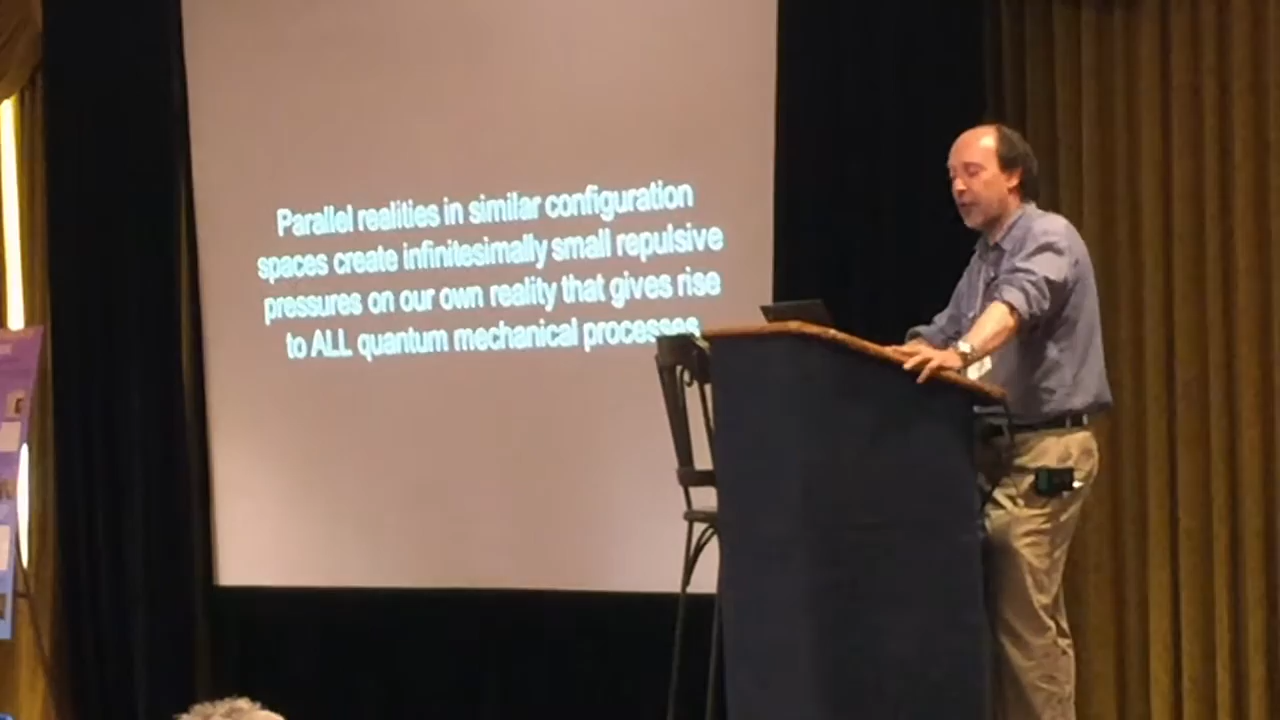 Parallel realities in similar configuration
spaces create infinitesimally small repulsive
pressures on our own reality that gives rise
to ALL quantum mechanical processes